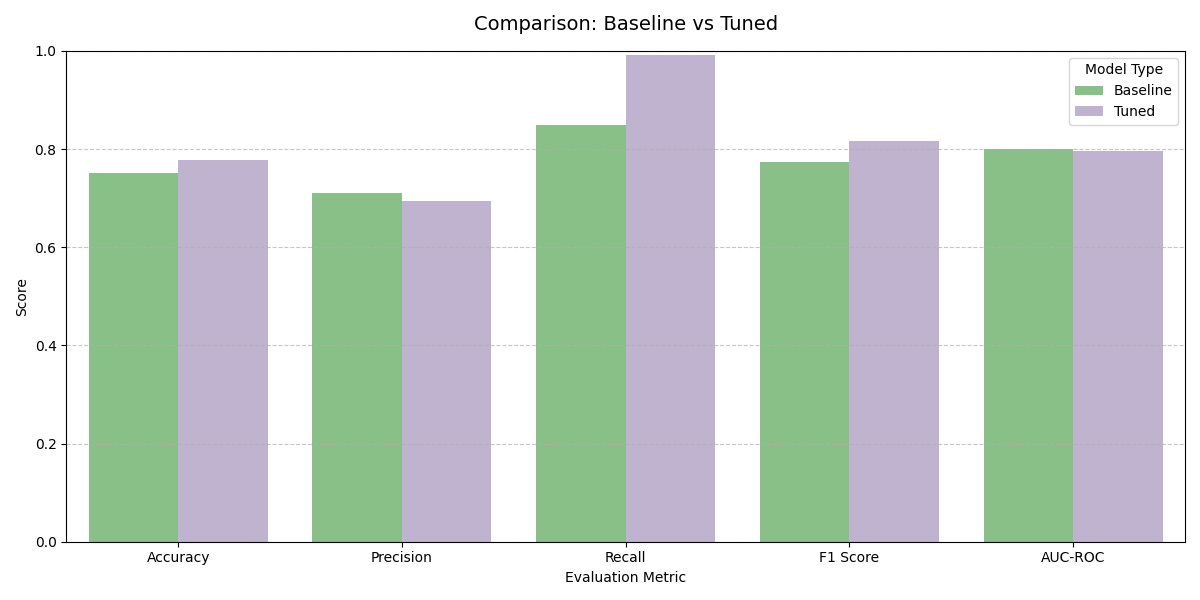 Comparison: Baseline vs Tuned
Model Type
Baseline
Tuned
1.0
0.8
0.6
0.4
0.2
0.0
Score
Accuracy
Precision
Recall
F1 Score
AUC-ROC
Evaluation Metric